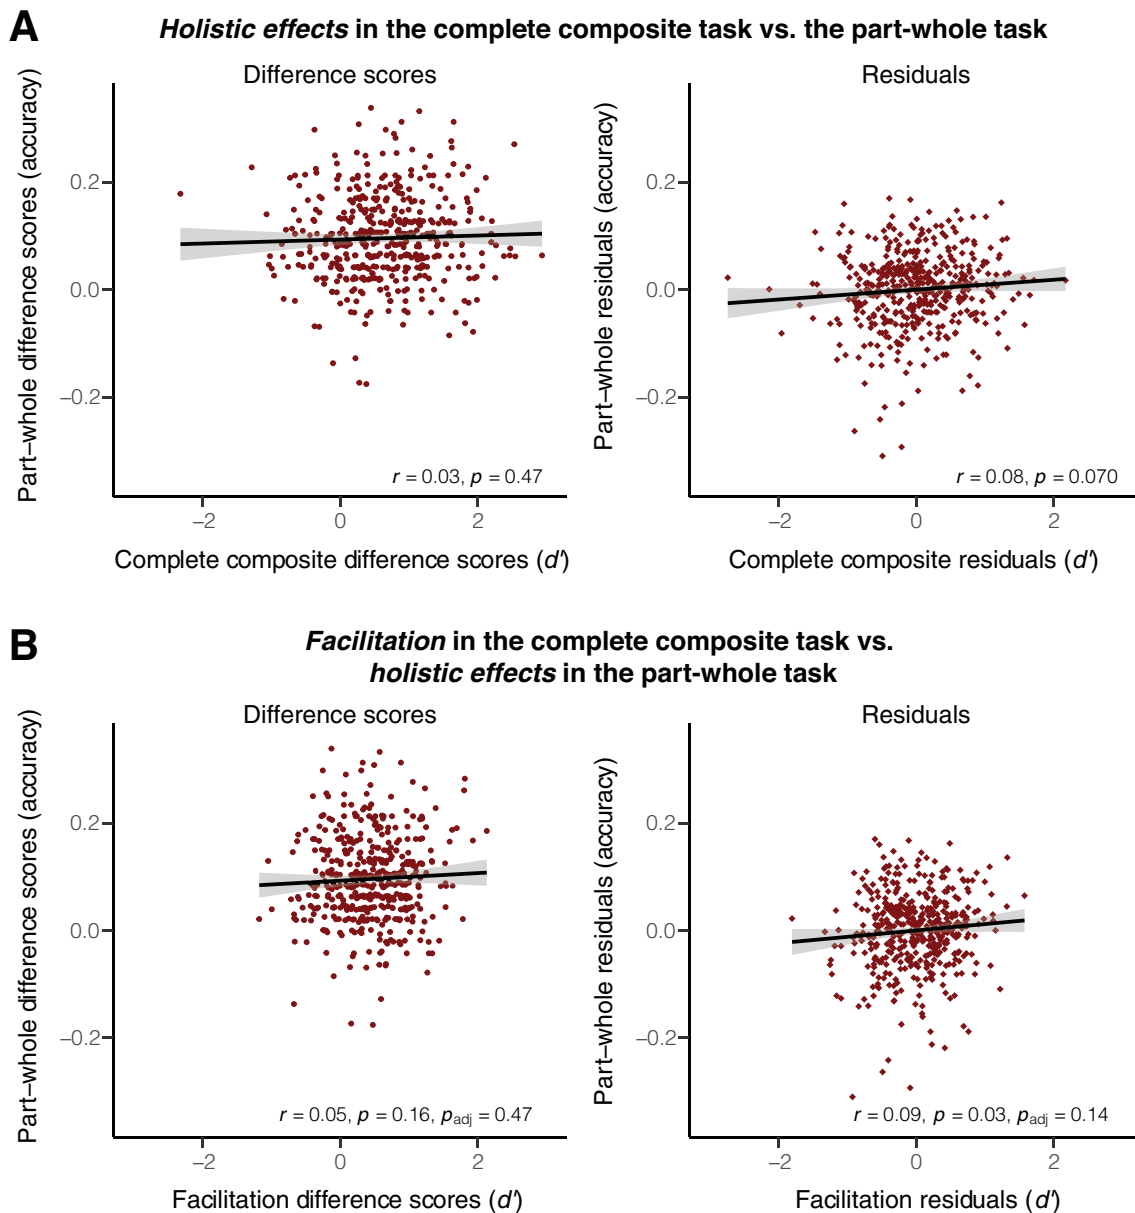 A
Holistic effects in the complete composite task vs. the part-whole task
Difference scores
Part–whole difference scores (accuracy)
0.2
0.0
−0.2
r = 0.03, p = 0.47
−2
0
2
Complete composite difference scores (d′)
Residuals
Part–whole residuals (accuracy)
0.2
0.0
−0.2
r = 0.08, p = 0.070
−2
0
2
Complete composite residuals (d′)
B
Facilitation in the complete composite task vs.
holistic effects in the part-whole task
Difference scores
Part–whole difference scores (accuracy)
0.2
0.0
−0.2
r = 0.05, p = 0.16, padj = 0.47
−2
0
2
Facilitation difference scores (d′)
Residuals
Part–whole residuals (accuracy)
0.2
0.0
−0.2
r = 0.09, p = 0.03, padj = 0.14
−2
0
2
Facilitation residuals (d′)